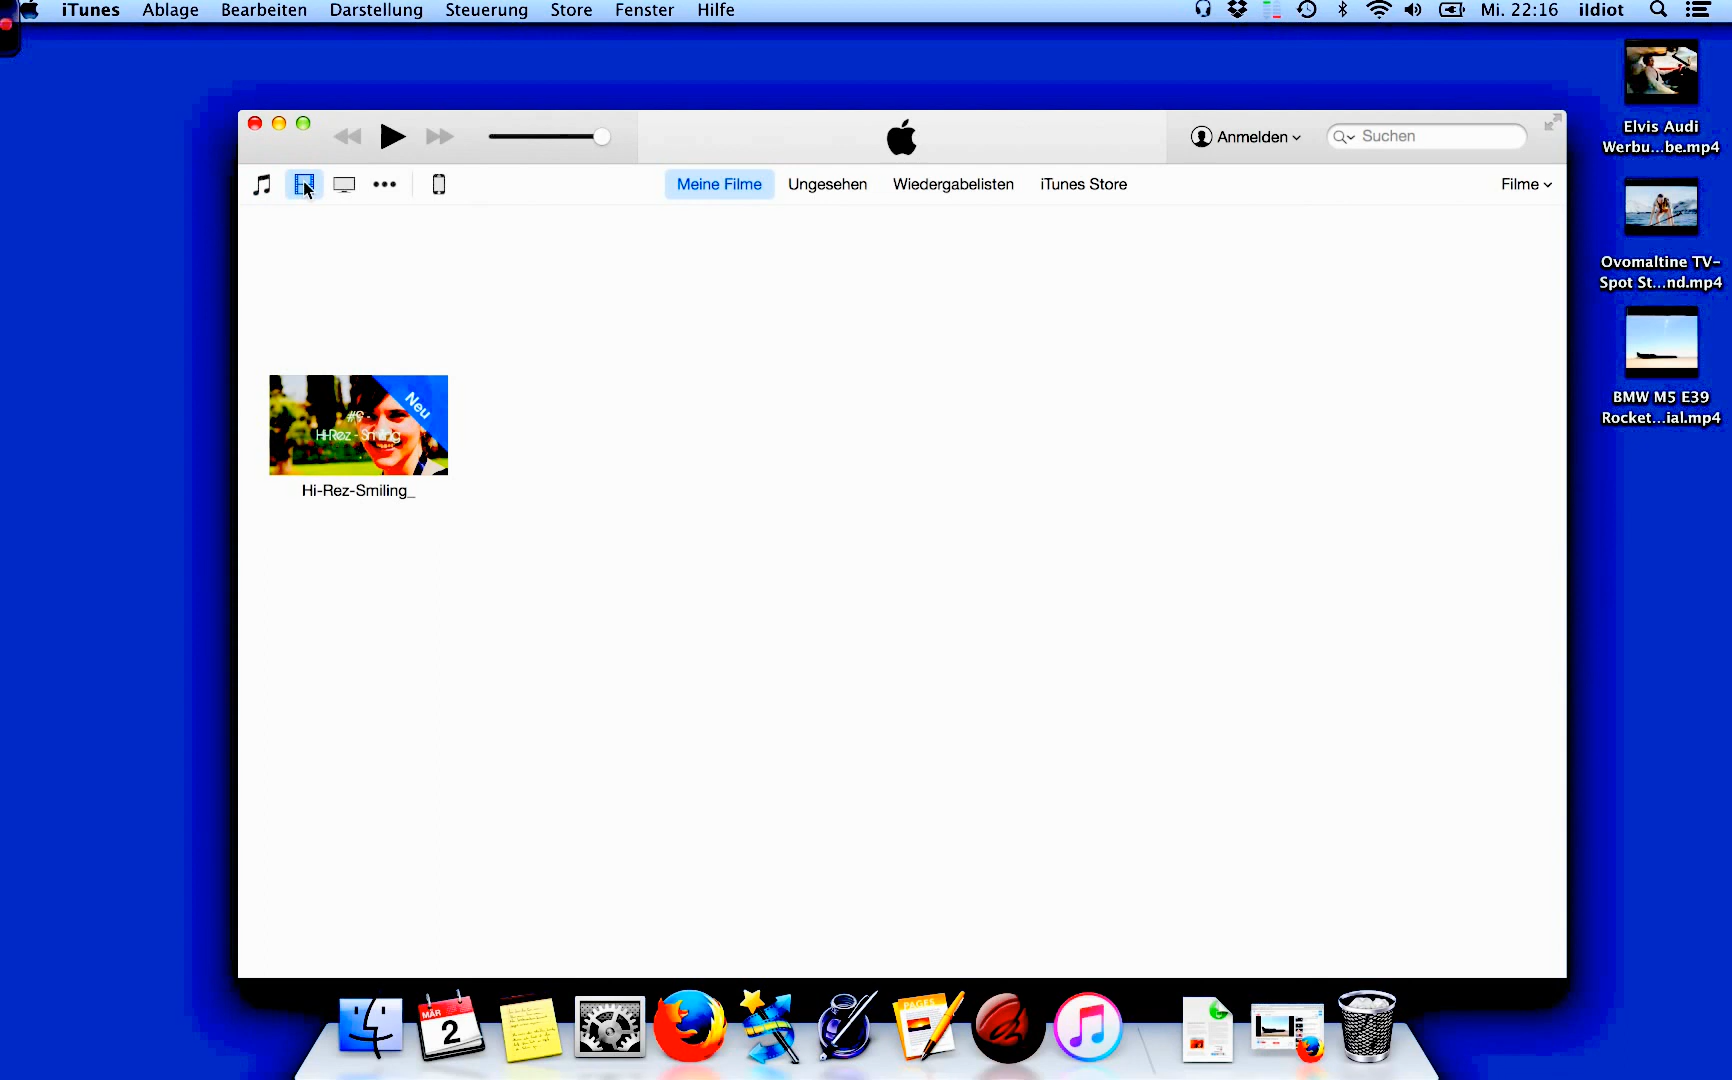 iTunes Ablage Bearbeiten Darstellung Steuerung Store Fenster Hilfe Mi. 22:16 ildiot
Anmelden Suchen
Meine Filme Ungesehen Wiedergabelisten iTunes Store Filme
Neu
Hi-Rez - Smiling
Hi-Rez-Smiling_
Elvis Audi
Werbu...be.mp4
Ovomaltine TV-
Spot St...nd.mp4
BMW M5 E39
Rocket...ial.mp4
MÄR
2
PAGES